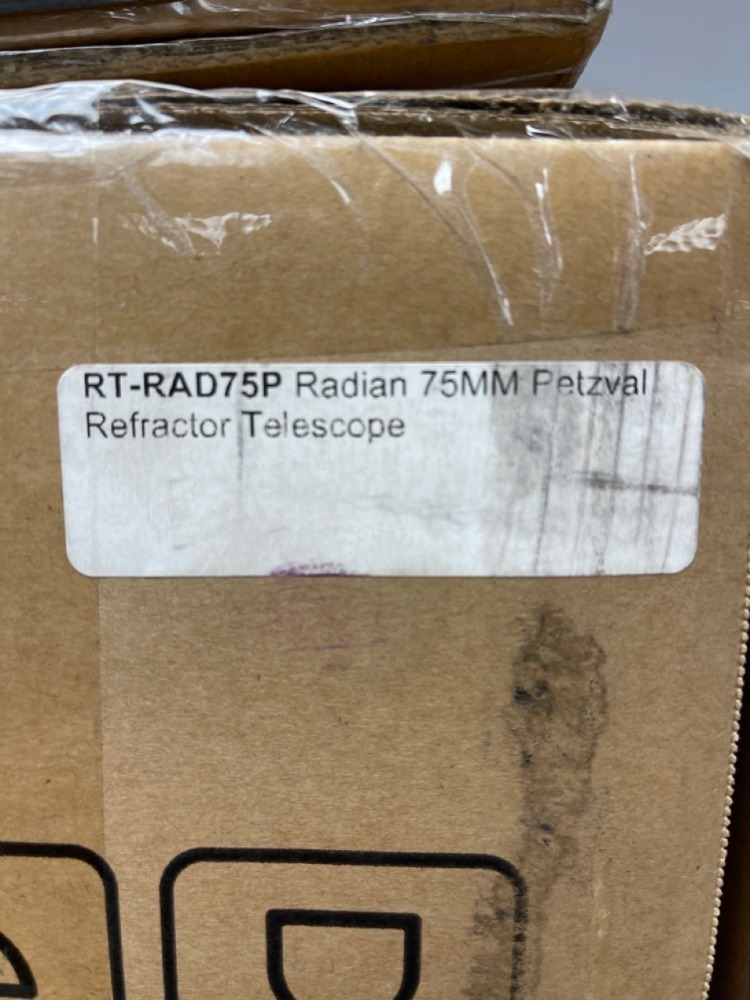 RT-RAD75P Radian 75MM Petzval
Refractor Telescope